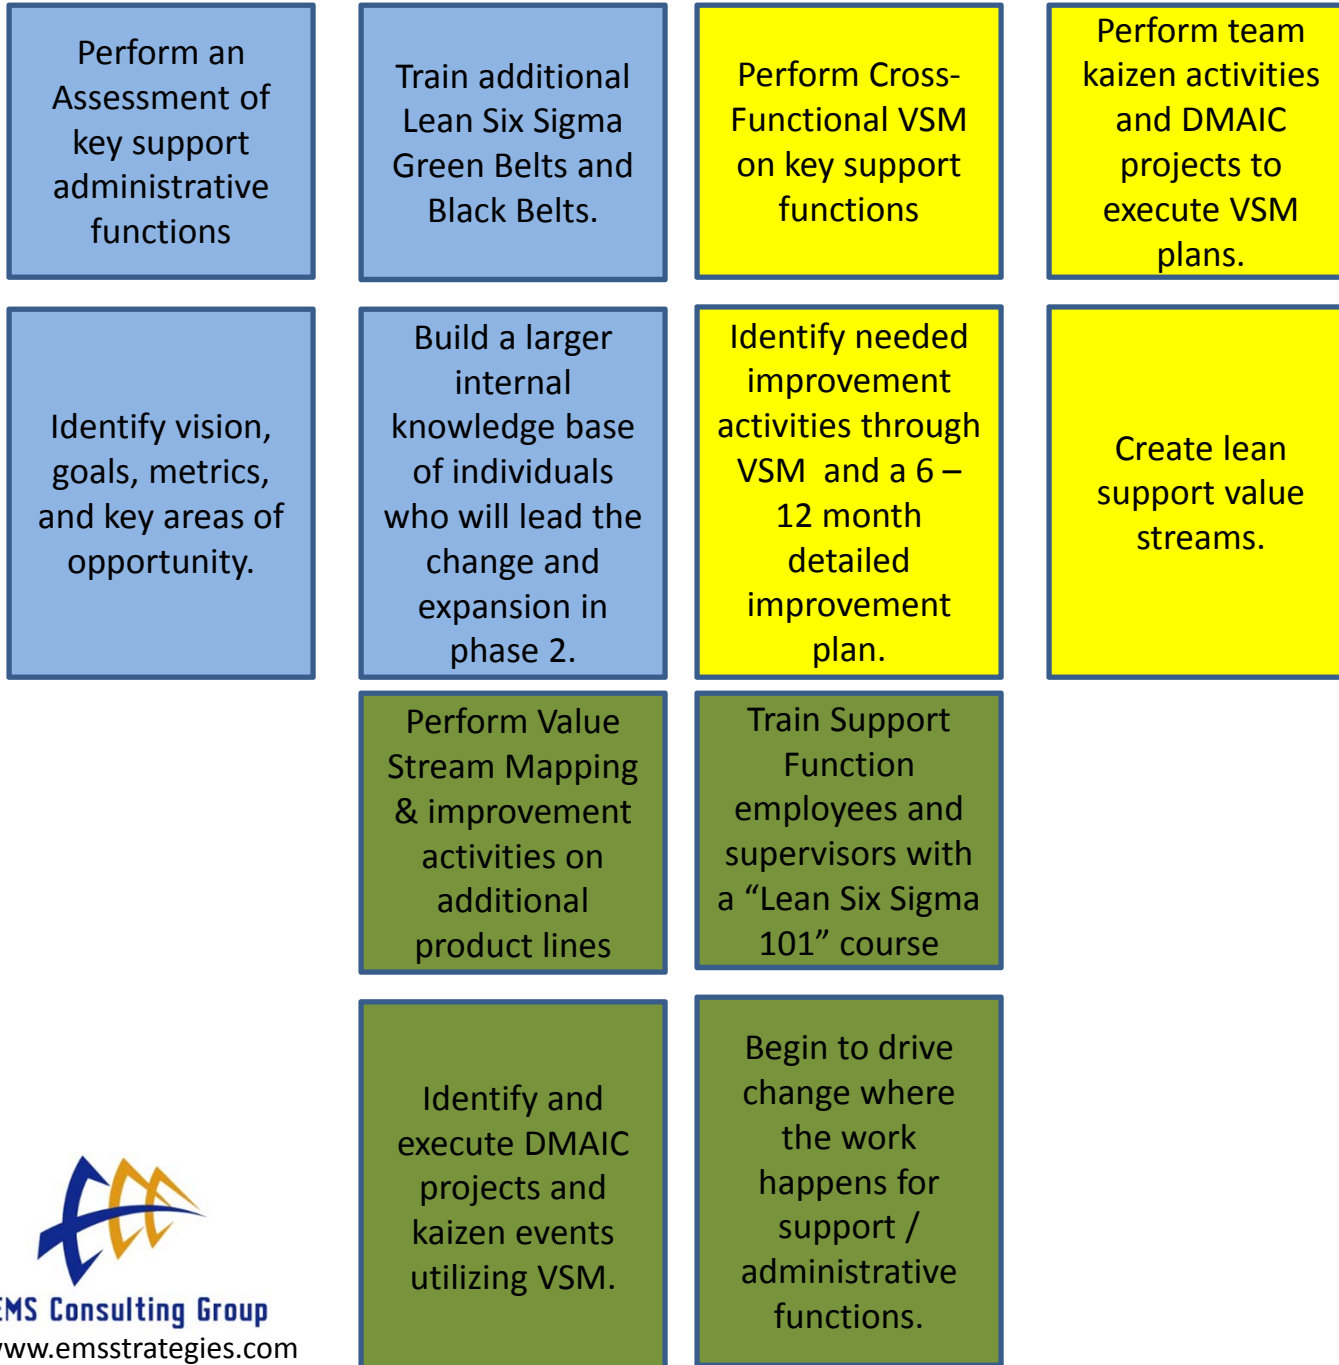 Perform an
Assessment of
key support
administrative
functions
Train additional
Lean Six Sigma
Green Belts and
Black Belts.
Perform Cross-
Functional VSM
on key support
functions
Perform team
kaizen activities
and DMAIC
projects to
execute VSM
plans.
Identify vision,
goals, metrics,
and key areas of
opportunity.
Build a larger
internal
knowledge base
of individuals
who will lead the
change and
expansion in
phase 2.
Identify needed
improvement
activities through
VSM  and a 6 –
12 month
detailed
improvement
plan.
Create lean
support value
streams.
Perform Value
Stream Mapping
& improvement
activities on
additional
product lines
Train Support
Function
employees and
supervisors with
a “Lean Six Sigma
101” course
Identify and
execute DMAIC
projects and
kaizen events
utilizing VSM.
Begin to drive
change where
the work
happens for
support /
administrative
functions.
EMS Consulting Group
www.emsstrategies.com